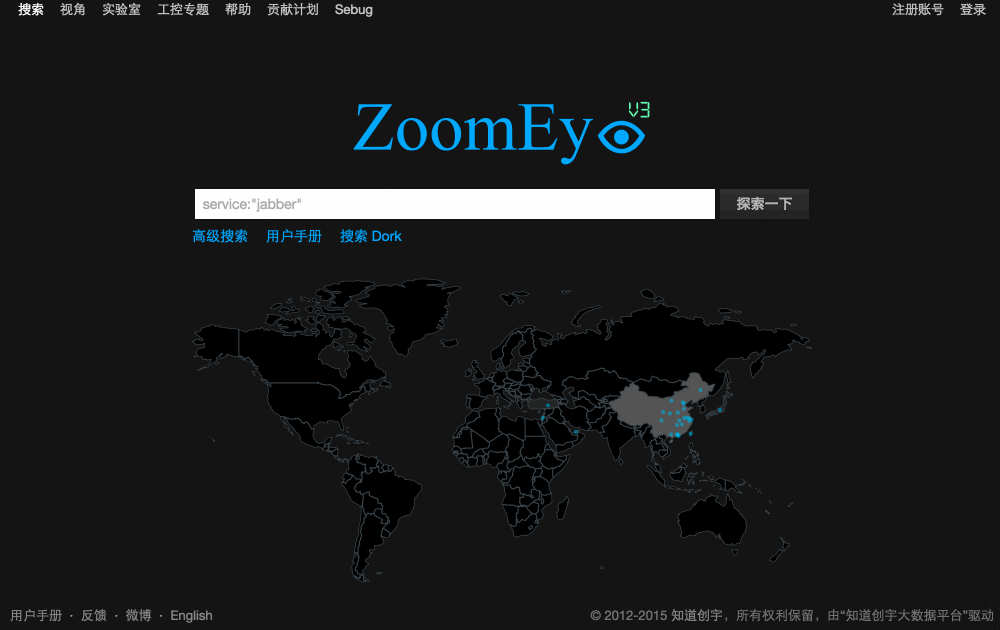 搜索 视角 实验室 工控专题 帮助 贡献计划 Sebug 注册账号 登录
ZoomEye V3
service:"jabber" 探索一下
高级搜索 用户手册 搜索 Dork
用户手册 · 反馈 · 微博 · English © 2012-2015 知道创宇，所有权利保留，由“知道创宇大数据平台”驱动